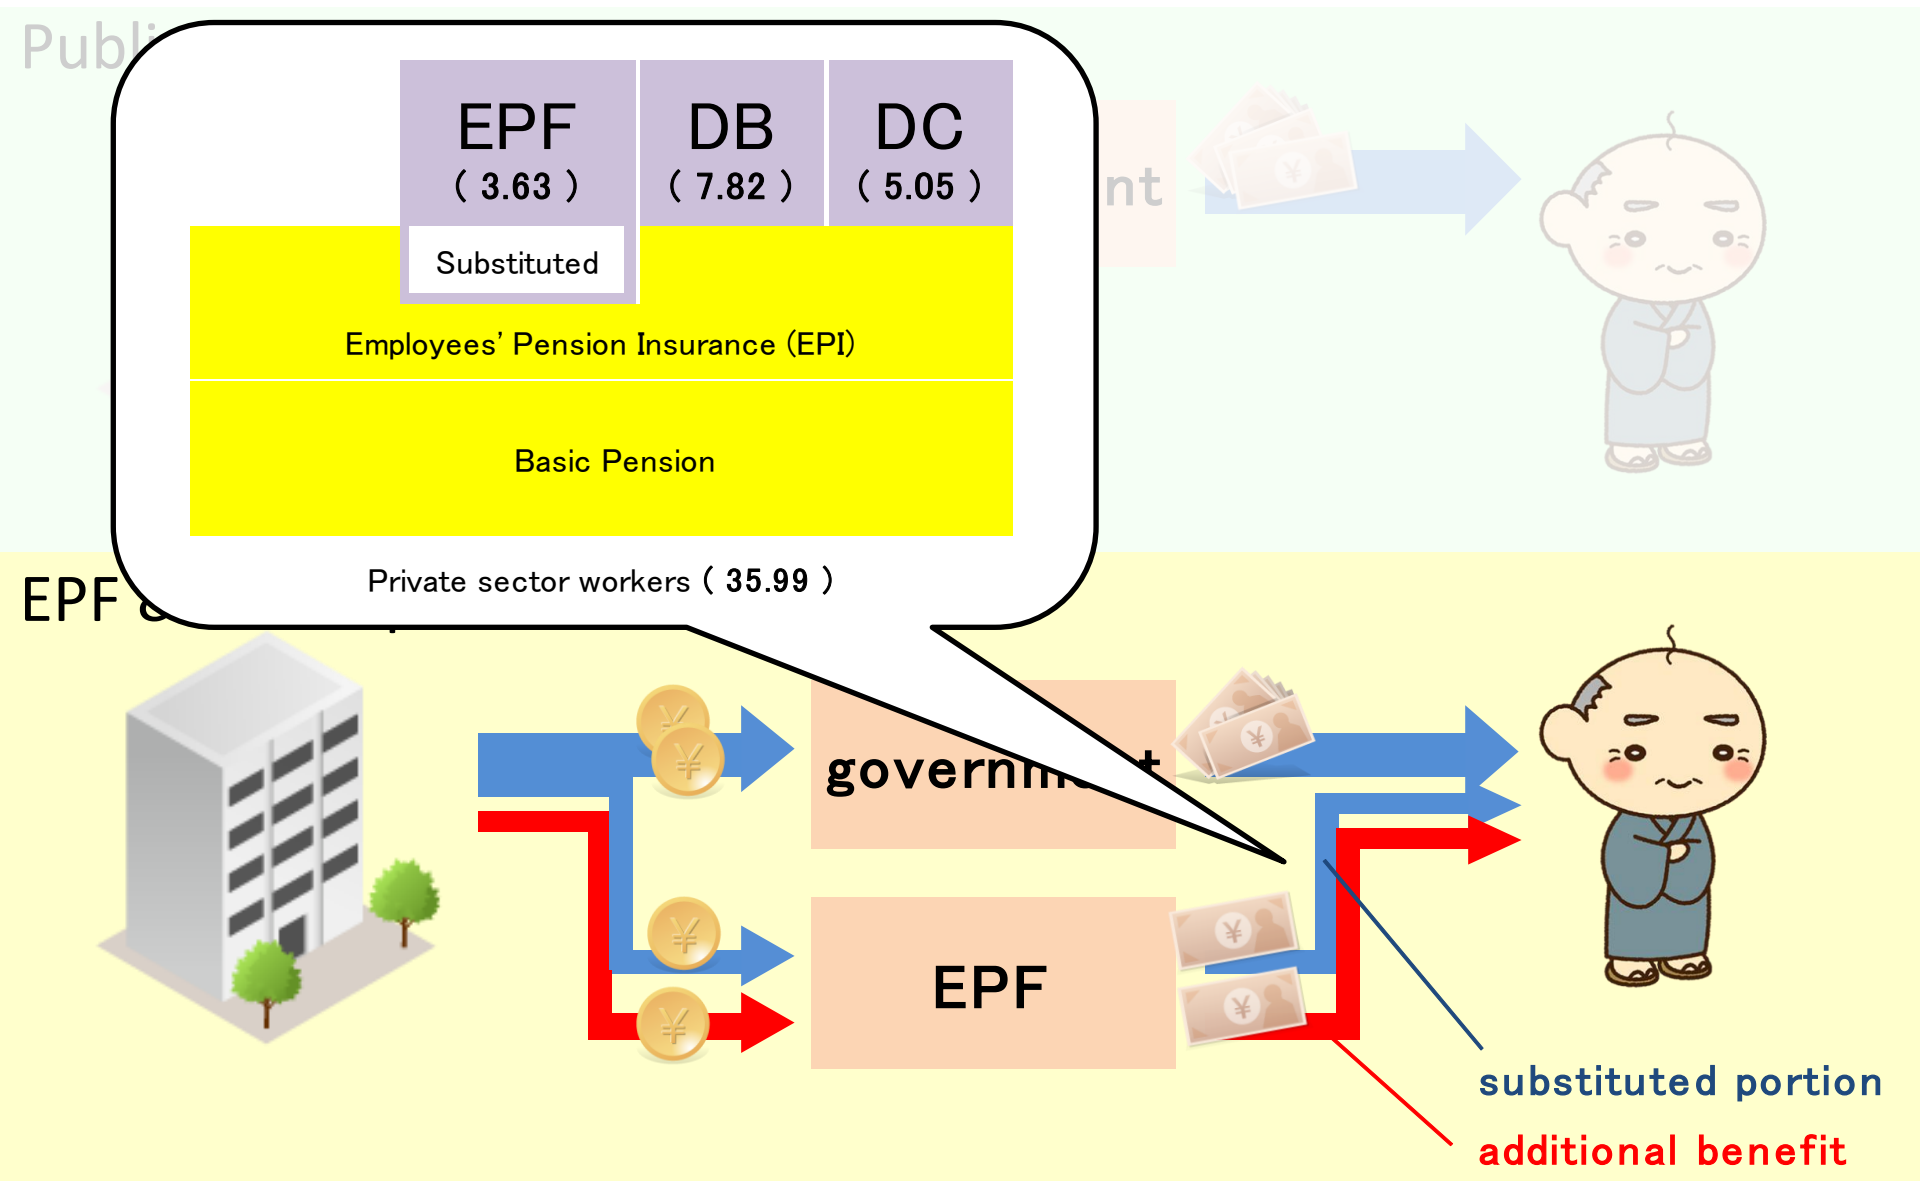 EPF
DB
DC
( 3.63 )
( 7.82 )
( 5.05 )
Substituted
Employees' Pension Insurance (EPI)
Basic Pension
Private sector workers ( 35.99 )
EPF
government
EPF
substituted portion
additional benefit